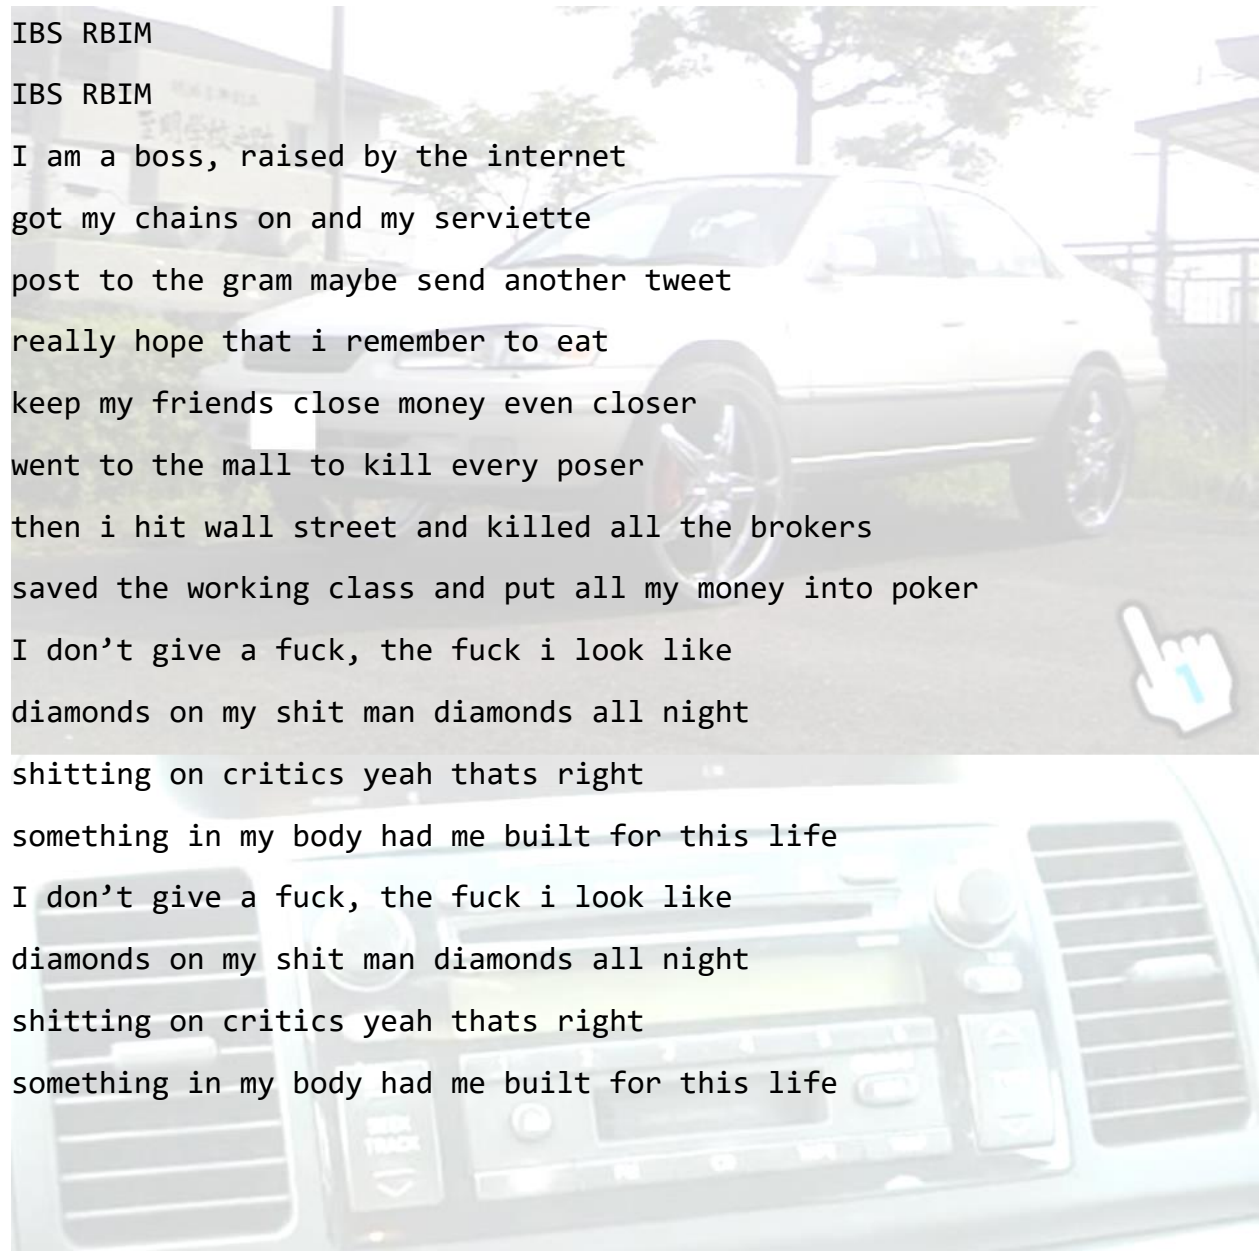 IBS RBIM
IBS RBIM
I am a boss, raised by the internet
got my chains on and my serviette
post to the gram maybe send another tweet
really hope that i remember to eat
keep my friends close money even closer
went to the mall to kill every poser
then i hit wall street and killed all the brokers
saved the working class and put all my money into poker
I don’t give a fuck, the fuck i look like
diamonds on my shit man diamonds all night
shitting on critics yeah thats right
something in my body had me built for this life
I don’t give a fuck, the fuck i look like
diamonds on my shit man diamonds all night
shitting on critics yeah thats right
something in my body had me built for this life
1
SEEK
TRACK